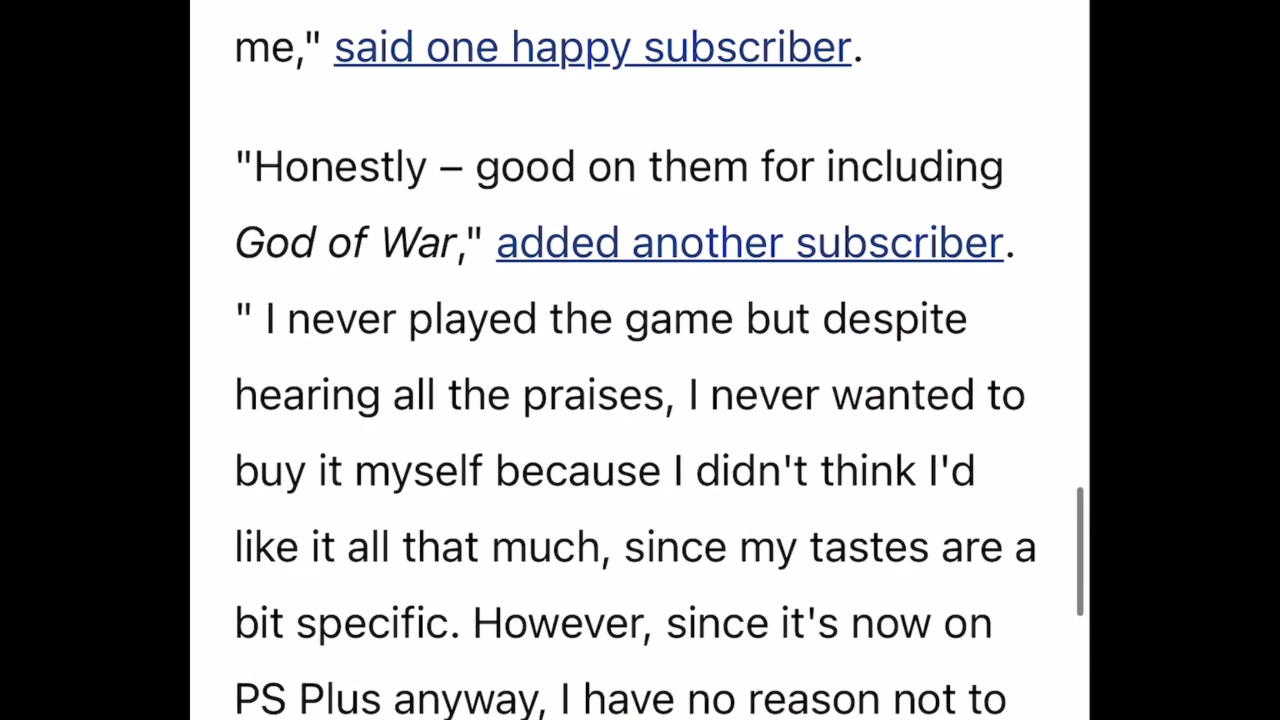 me," said one happy subscriber.
"Honestly – good on them for including
God of War," added another subscriber.
" I never played the game but despite
hearing all the praises, I never wanted to
buy it myself because I didn't think I'd
like it all that much, since my tastes are a
bit specific. However, since it's now on
PS Plus anyway, I have no reason not to